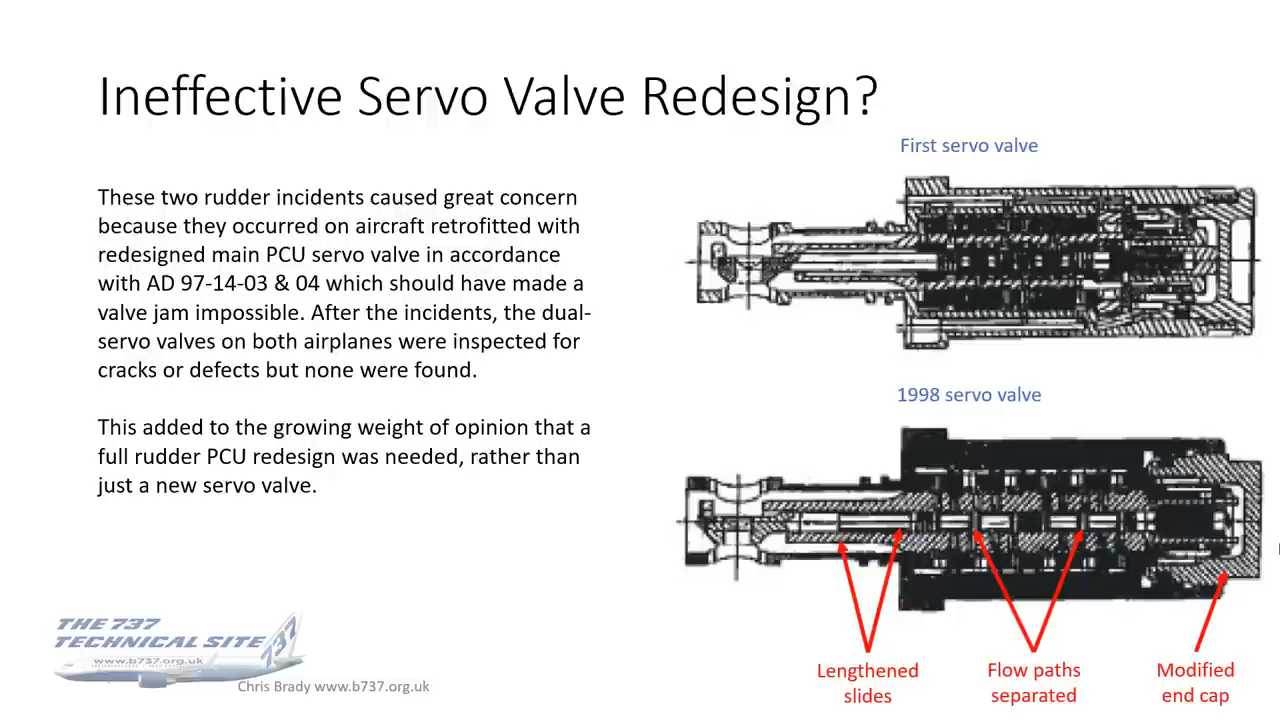 Ineffective Servo Valve Redesign?
First servo valve
These two rudder incidents caused great concern
because they occurred on aircraft retrofitted with
redesigned main PCU servo valve in accordance
with AD 97-14-03 & 04 which should have made a
valve jam impossible. After the incidents, the dual-
servo valves on both airplanes were inspected for
cracks or defects but none were found.
This added to the growing weight of opinion that a
full rudder PCU redesign was needed, rather than
just a new servo valve.
1998 servo valve
Lengthened
slides
Flow paths
separated
Modified
end cap
THE 737
TECHNICAL SITE
www.b737.org.uk
737
Chris Brady www.b737.org.uk